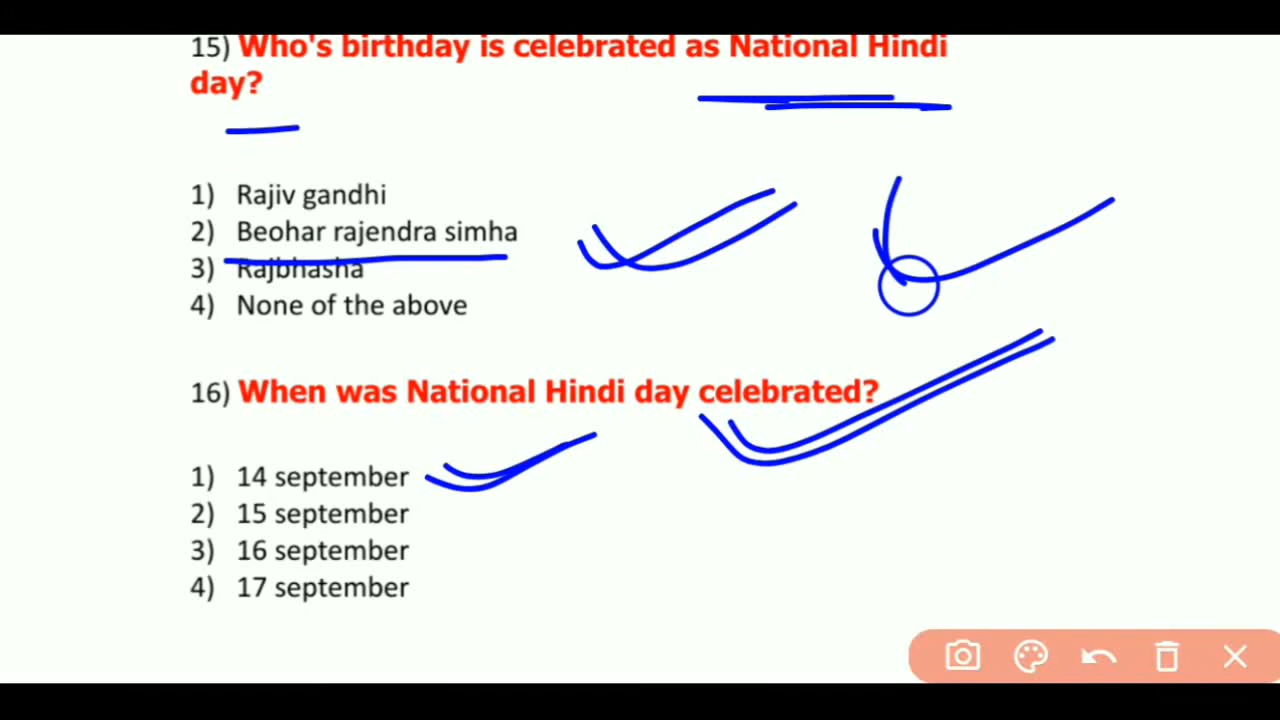 15) Who's birthday is celebrated as National Hindi
day?
1) Rajiv gandhi
2) Beohar rajendra simha
3) Rajbhasha
4) None of the above
16) When was National Hindi day celebrated?
1) 14 september
2) 15 september
3) 16 september
4) 17 september